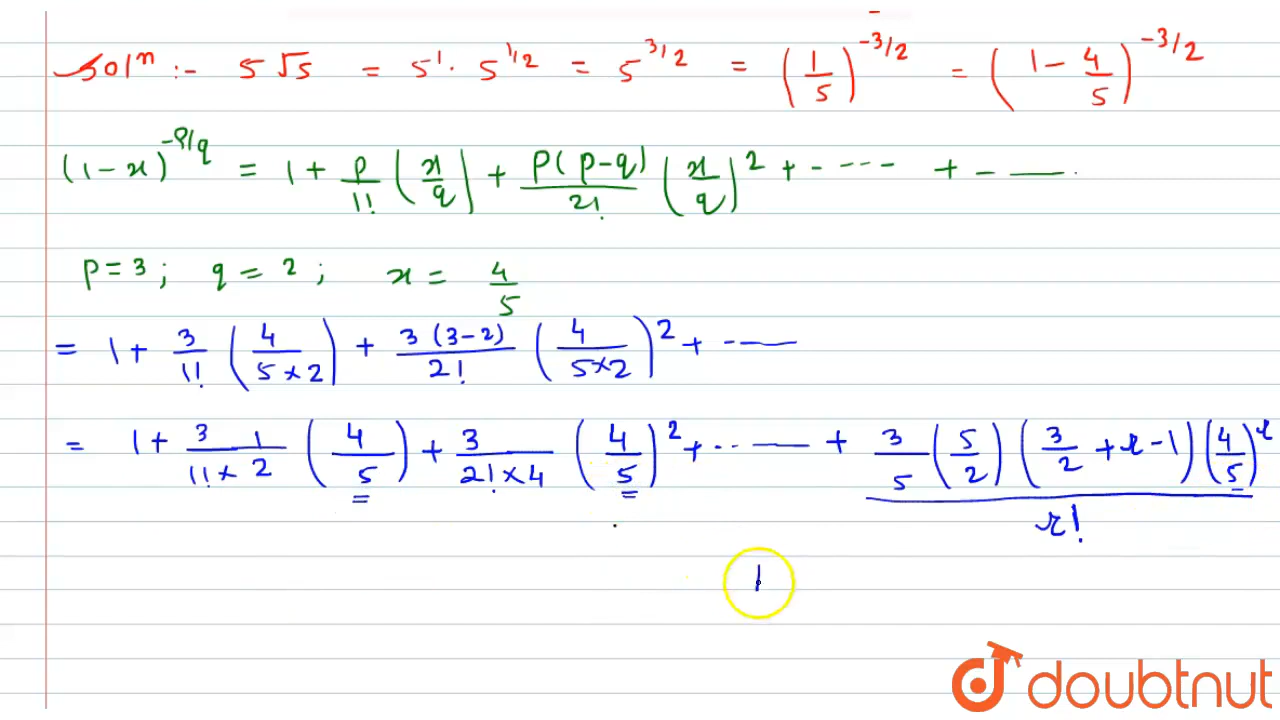 Solⁿ :- 5√5 = 5¹· 5^(1/2) = 5^(3/2) = (1/5)^(-3/2) = (1 - 4/5)^(-3/2)
(1-x)^(-p/q) = 1 + p/1! (x/q) + p(p-q)/2! (x/q)² + ---- + - —.
p = 3 ; q = 2 ; x = 4/5
= 1 + 3/1! (4/(5×2)) + 3(3-2)/2! (4/(5×2))² + -- —
= 1 + 3/(1!×2) 1 (4/5) + 3/(2!×4) (4/5)² + -- — + (3/5 (5/2) (3/2 + r - 1) (4/5)^r)/r!
1
doubtnut